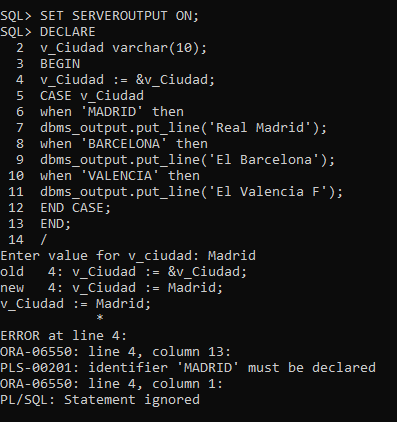 SQL> SET SERVEROUTPUT ON;
SQL> DECLARE
  2  v_Ciudad varchar(10);
  3  BEGIN
  4  v_Ciudad := &v_Ciudad;
  5  CASE v_Ciudad
  6  when 'MADRID' then
  7  dbms_output.put_line('Real Madrid');
  8  when 'BARCELONA' then
  9  dbms_output.put_line('El Barcelona');
 10  when 'VALENCIA' then
 11  dbms_output.put_line('El Valencia F');
 12  END CASE;
 13  END;
 14  /
Enter value for v_ciudad: Madrid
old   4: v_Ciudad := &v_Ciudad;
new   4: v_Ciudad := Madrid;
v_Ciudad := Madrid;
            *
ERROR at line 4:
ORA-06550: line 4, column 13:
PLS-00201: identifier 'MADRID' must be declared
ORA-06550: line 4, column 1:
PL/SQL: Statement ignored